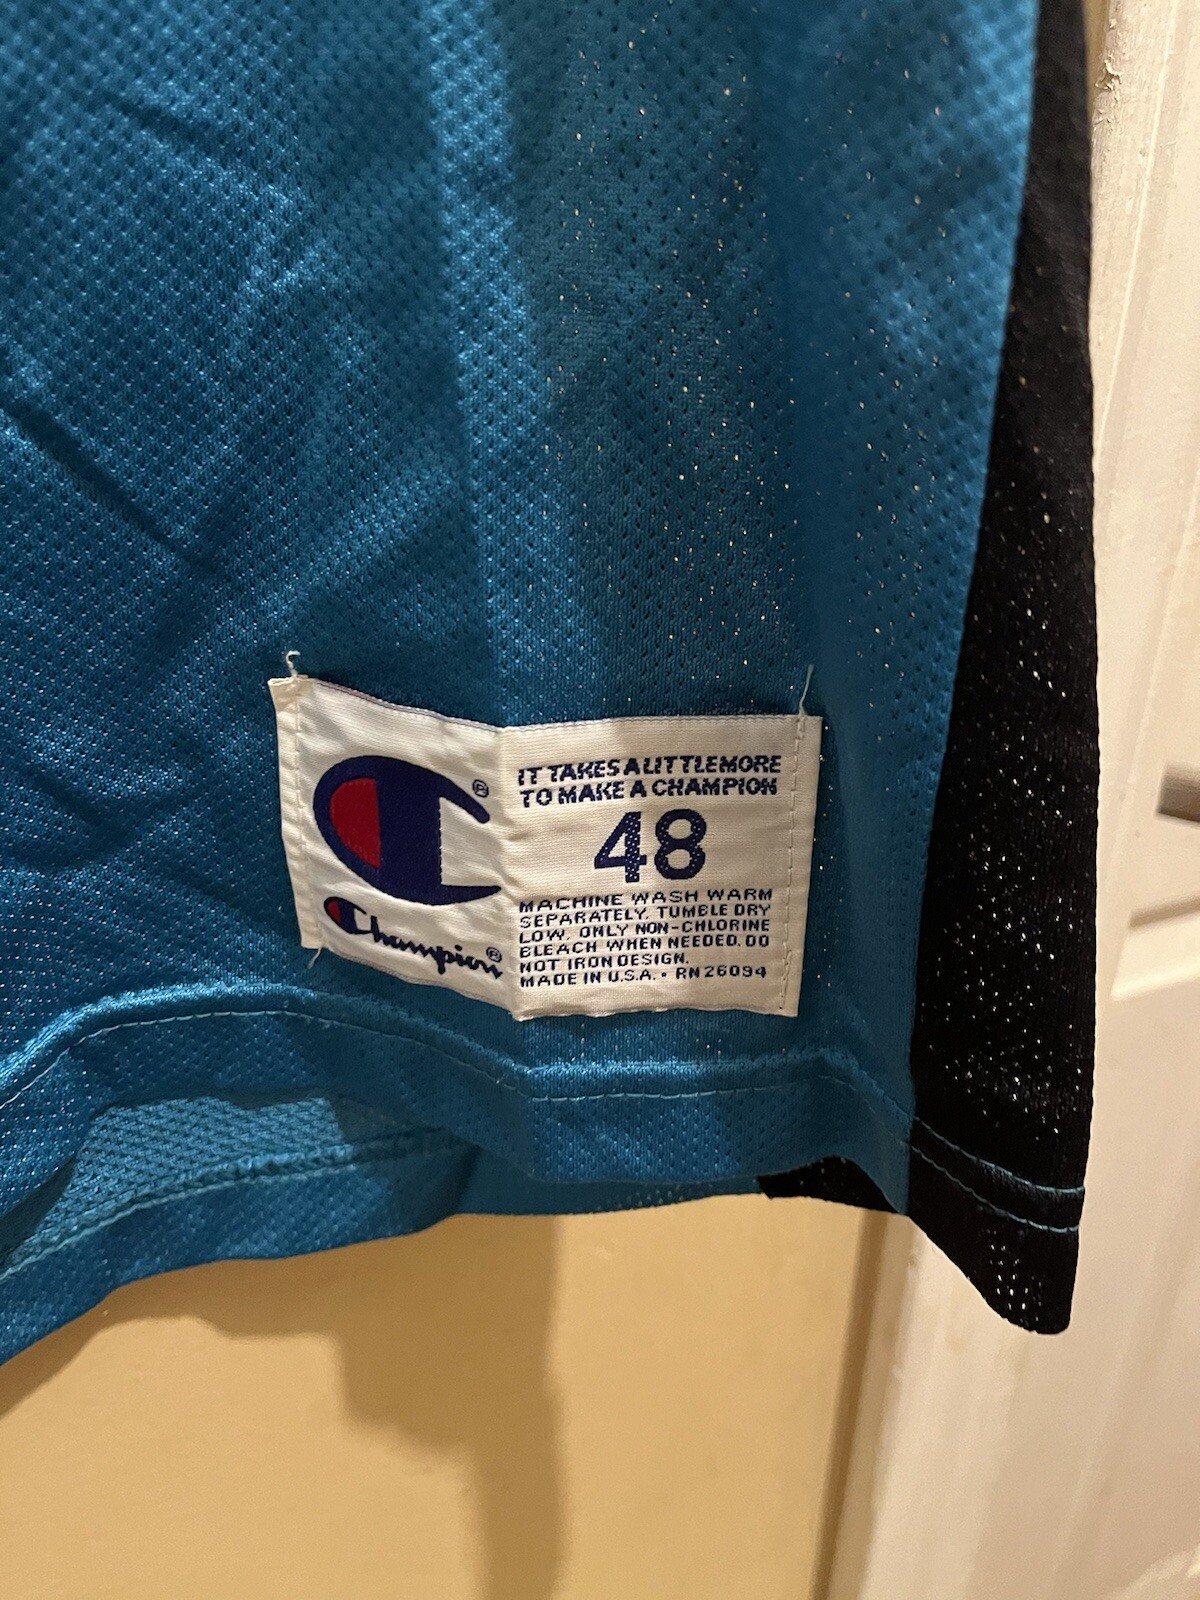 Champion®
®
IT TAKES A LITTLE MORE
TO MAKE A CHAMPION
48
MACHINE WASH WARM
SEPARATELY. TUMBLE DRY
LOW. ONLY NON-CHLORINE
BLEACH WHEN NEEDED. DO
NOT IRON DESIGN.
MADE IN U.S.A. • RN 26094